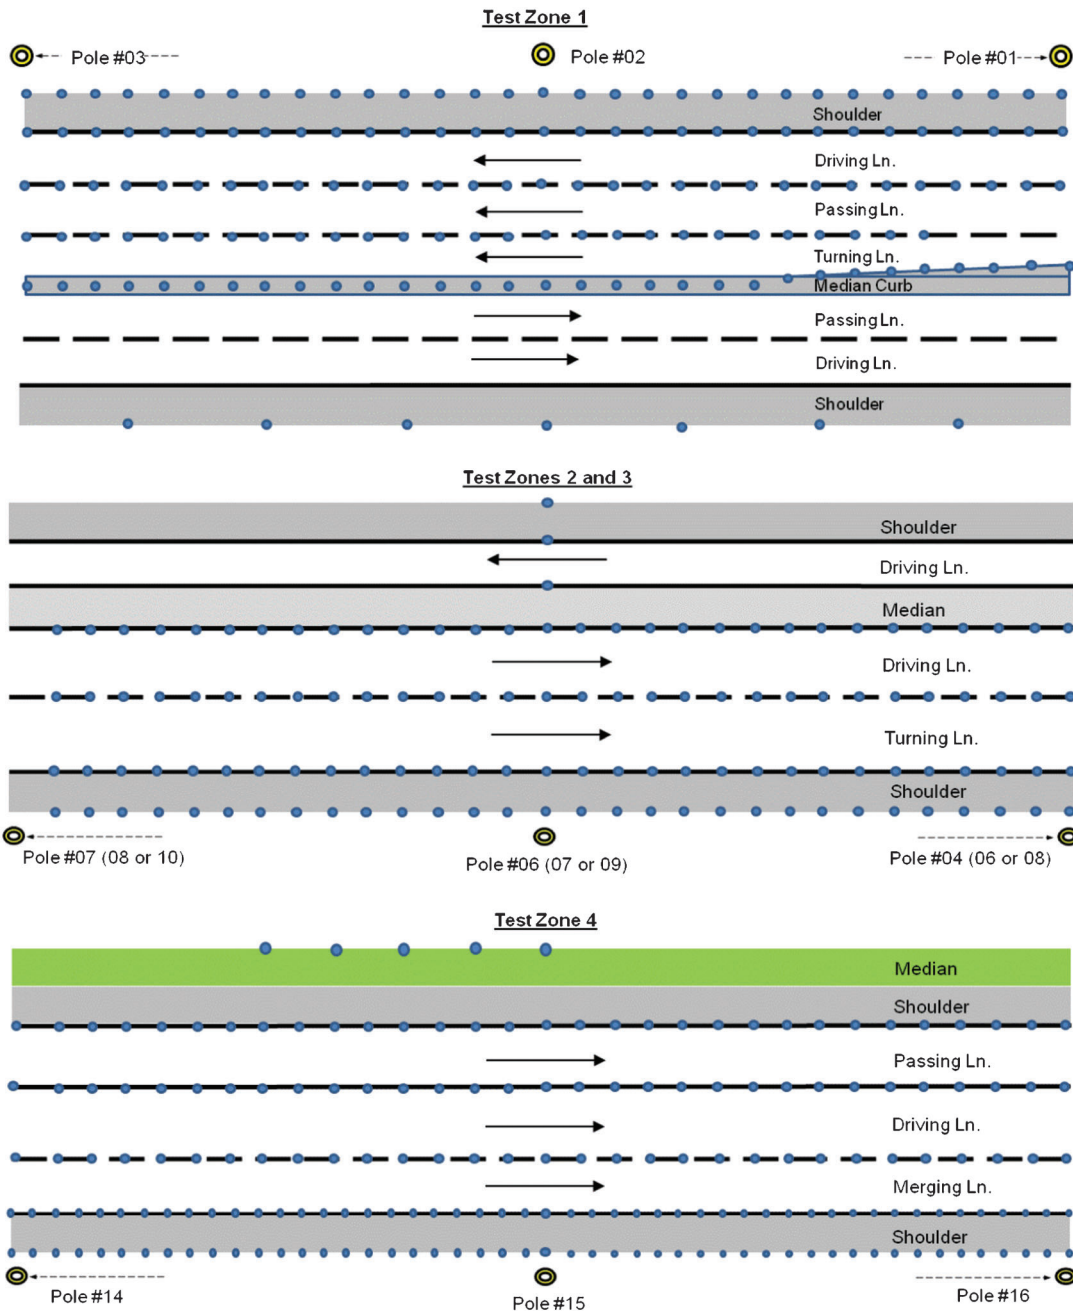 Test Zone 1
Pole #03
Pole #02
Pole #01
Shoulder
Driving Ln.
Passing Ln.
Turning Ln.
Median Curb
Passing Ln.
Driving Ln.
Shoulder
Test Zones 2 and 3
Shoulder
Driving Ln.
Median
Driving Ln.
Turning Ln.
Shoulder
Pole #07 (08 or 10)
Pole #06 (07 or 09)
Pole #04 (06 or 08)
Test Zone 4
Median
Shoulder
Passing Ln.
Driving Ln.
Merging Ln.
Shoulder
Pole #14
Pole #15
Pole #16